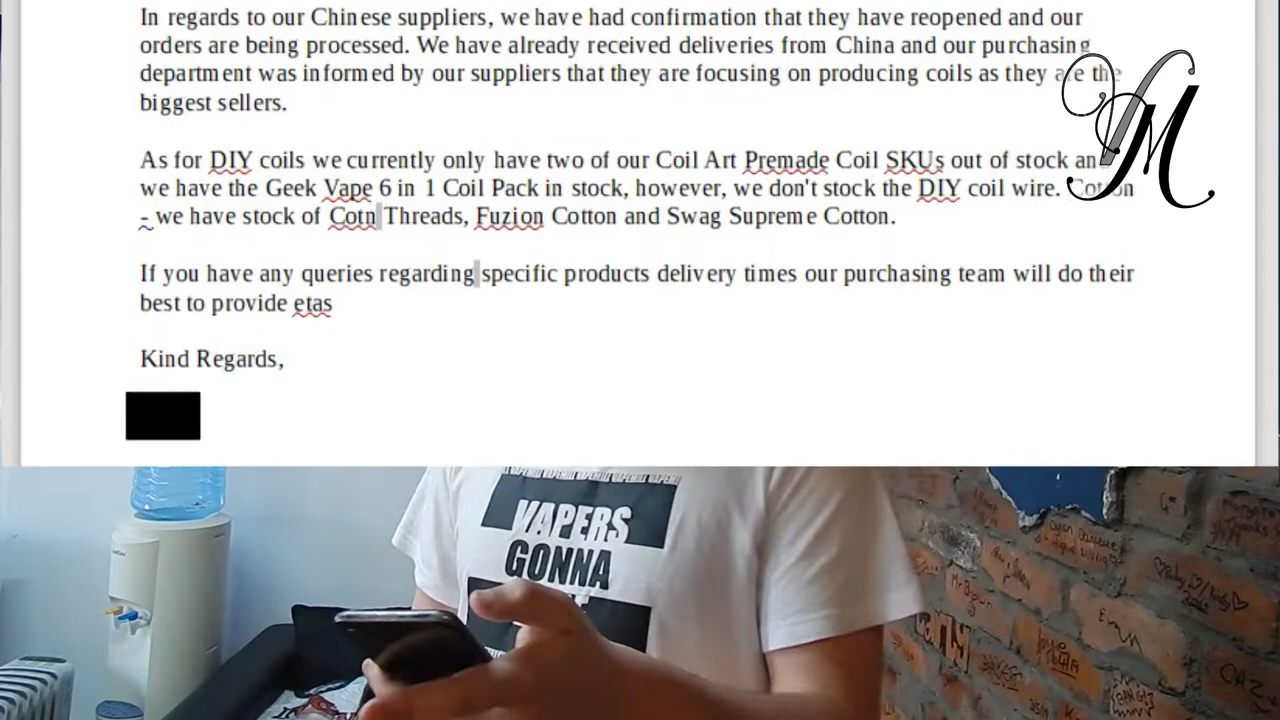 In regards to our Chinese suppliers, we have had confirmation that they have reopened and our
orders are being processed. We have already received deliveries from China and our purchasing
department was informed by our suppliers that they are focusing on producing coils as they are the
biggest sellers.
As for DIY coils we currently only have two of our Coil Art Premade Coil SKUs out of stock and
we have the Geek Vape 6 in 1 Coil Pack in stock, however, we don't stock the DIY coil wire. Cotton
- we have stock of Cotn Threads, Fuzion Cotton and Swag Supreme Cotton.
If you have any queries regarding specific products delivery times our purchasing team will do their
best to provide etas
Kind Regards,
VM
VAPERS
GONNA
Mr Brown